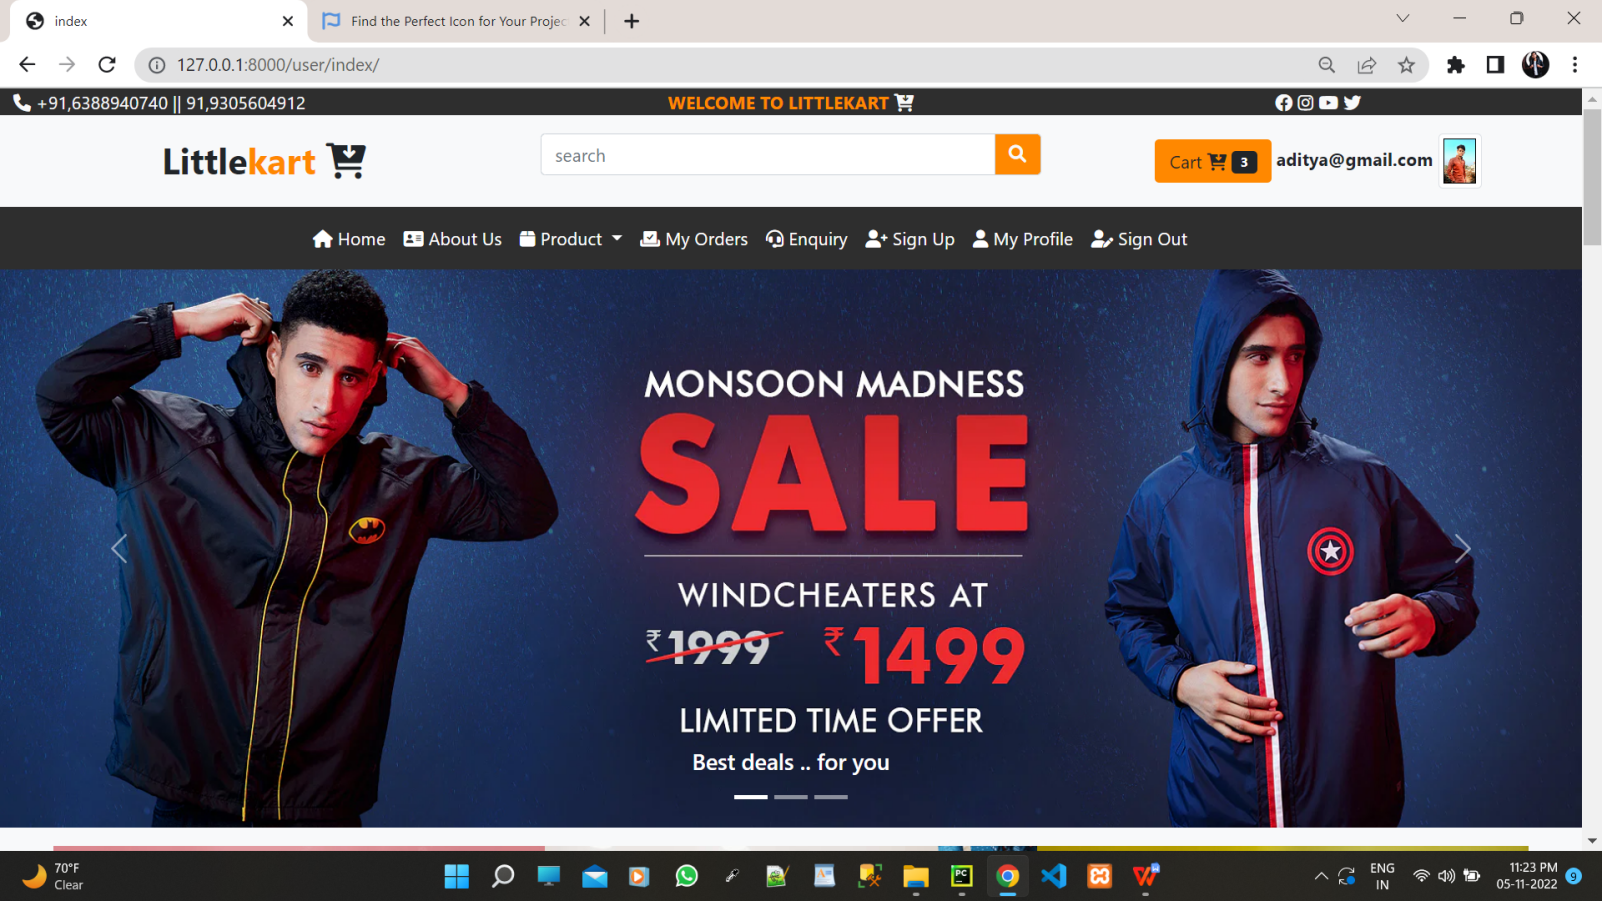 index
Find the Perfect Icon for Your Projec
127.0.0.1:8000/user/index/
+91,6388940740 || 91,9305604912
WELCOME TO LITTLEKART
Littlekart
search
Cart 3
aditya@gmail.com
Home
About Us
Product
My Orders
Enquiry
Sign Up
My Profile
Sign Out
MONSOON MADNESS
SALE
WINDCHEATERS AT
₹1999 ₹1499
LIMITED TIME OFFER
Best deals .. for you
70°F
Clear
PC
ENG
IN
11:23 PM
05-11-2022
9